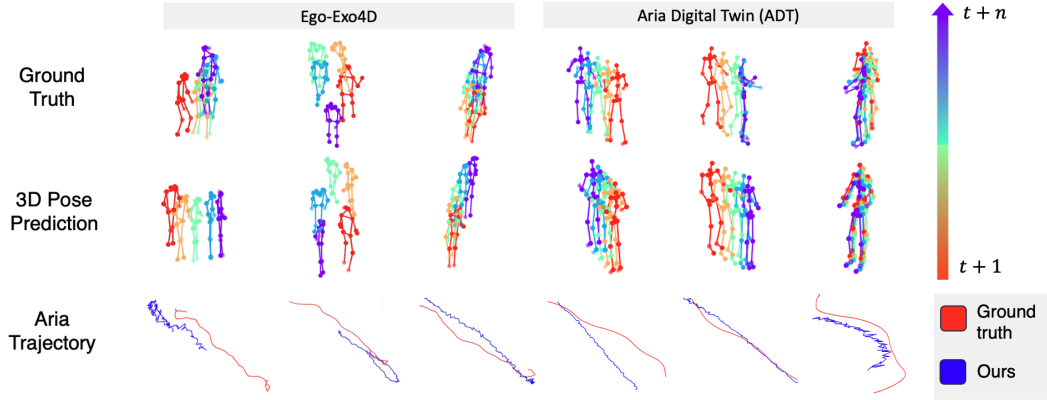 Ego-Exo4D
Aria Digital Twin (ADT)
t + n
Ground
Truth
3D Pose
Prediction
t + 1
Aria
Trajectory
Ground
truth
Ours